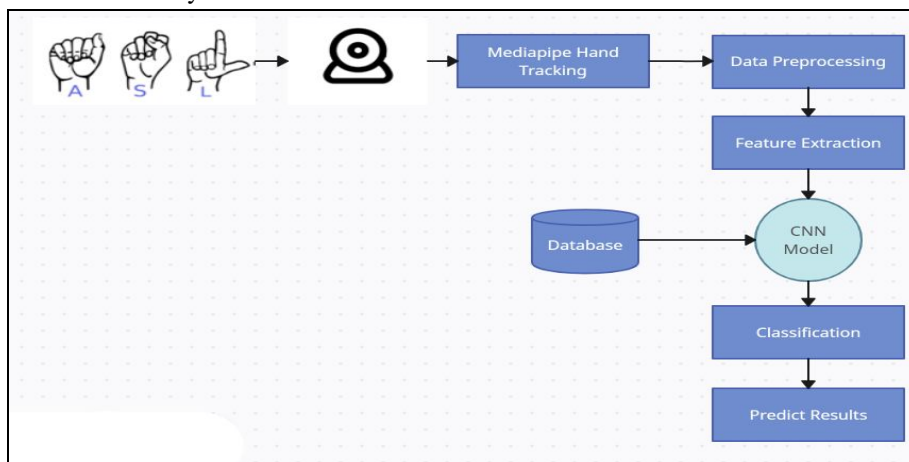 A S L
Mediapipe Hand
Tracking
Data Preprocessing
Feature Extraction
CNN
Model
Database
Classification
Predict Results